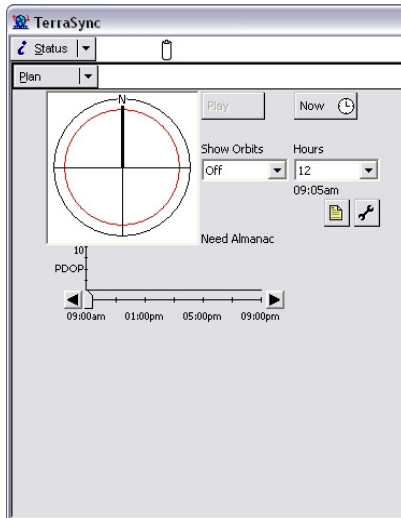 TerraSync
Status
Plan
N
Play
Now
Show Orbits
Hours
Off
12
09:05am
Need Almanac
10
PDOP
09:00am 01:00pm 05:00pm 09:00pm